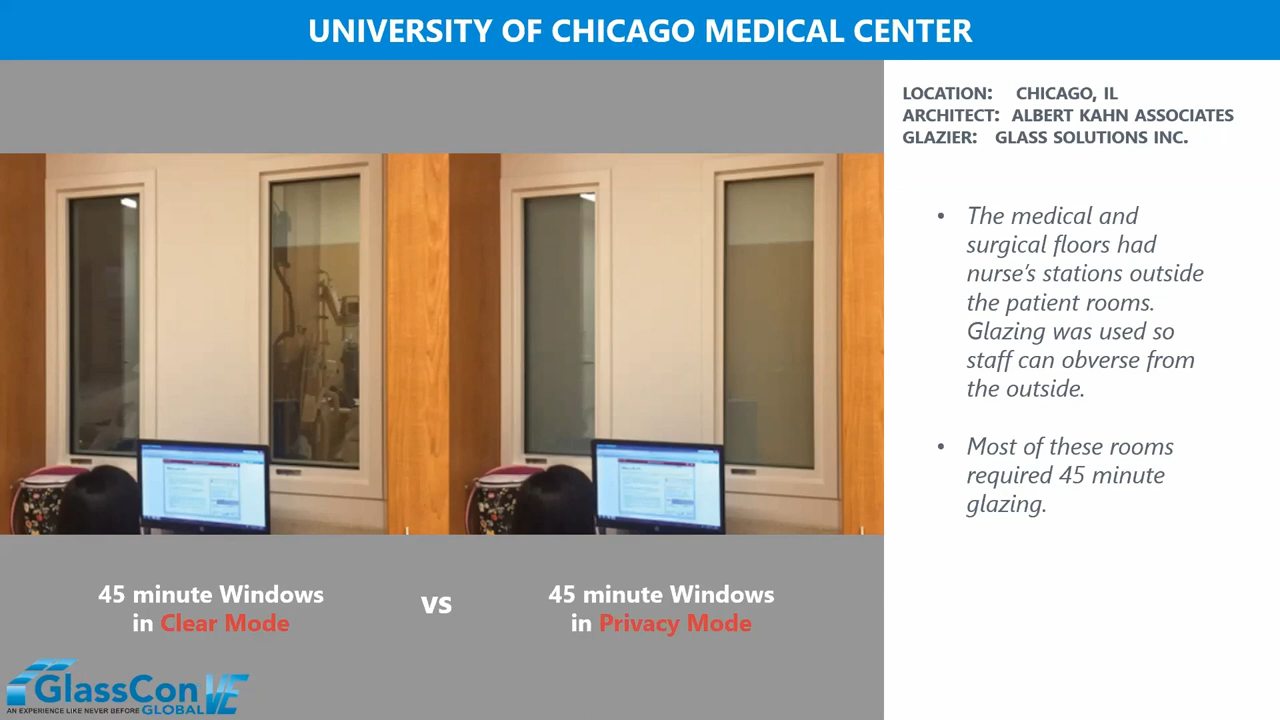 UNIVERSITY OF CHICAGO MEDICAL CENTER
LOCATION: CHICAGO, IL
ARCHITECT: ALBERT KAHN ASSOCIATES
GLAZIER: GLASS SOLUTIONS INC.
• The medical and
surgical floors had
nurse's stations outside
the patient rooms.
Glazing was used so
staff can obverse from
the outside.
• Most of these rooms
required 45 minute
glazing.
45 minute Windows
in Clear Mode
vs
45 minute Windows
in Privacy Mode
GlassCon VE
AN EXPERIENCE LIKE NEVER BEFORE GLOBAL